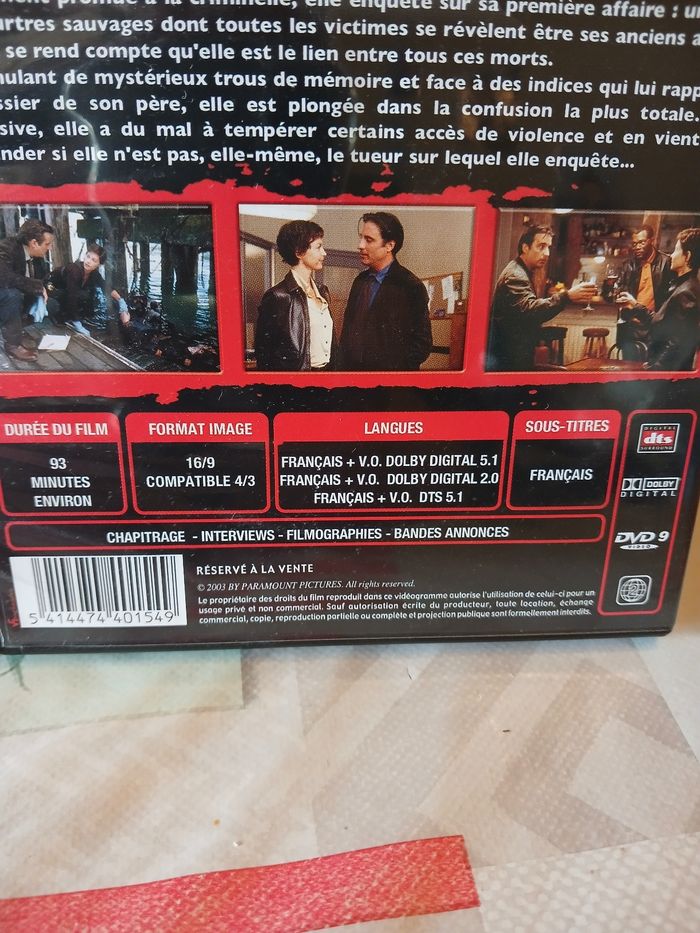 promue à la criminelle, elle enquête sur sa première affaire :
rtres sauvages dont toutes les victimes se révèlent être ses anciens a
se rend compte qu'elle est le lien entre tous ces morts.
mulant de mystérieux trous de mémoire et face à des indices qui lui rapp
ssier de son père, elle est plongée dans la confusion la plus totale.
sive, elle a du mal à tempérer certains accès de violence et en vient
nder si elle n'est pas, elle-même, le tueur sur lequel elle enquête...
DURÉE DU FILM
93
MINUTES
ENVIRON
FORMAT IMAGE
16/9
COMPATIBLE 4/3
LANGUES
FRANÇAIS + V.O. DOLBY DIGITAL 5.1
FRANÇAIS + V.O. DOLBY DIGITAL 2.0
FRANÇAIS + V.O. DTS 5.1
SOUS-TITRES
FRANÇAIS
DIGITAL
dts
SURROUND
DOLBY
DIGITAL
DVD 9
VIDEO
2
CHAPITRAGE - INTERVIEWS - FILMOGRAPHIES - BANDES ANNONCES
5 414474 401549
RÉSERVÉ À LA VENTE
© 2003 BY PARAMOUNT PICTURES. All rights reserved.
Le propriétaire des droits du film reproduit dans ce vidéogramme autorise l'utilisation de celui-ci pour un
usage privé et non commercial. Sauf autorisation écrite du producteur, toute location, échange
commercial, copie, reproduction partielle ou complète et projection publique sont formellement interdits.